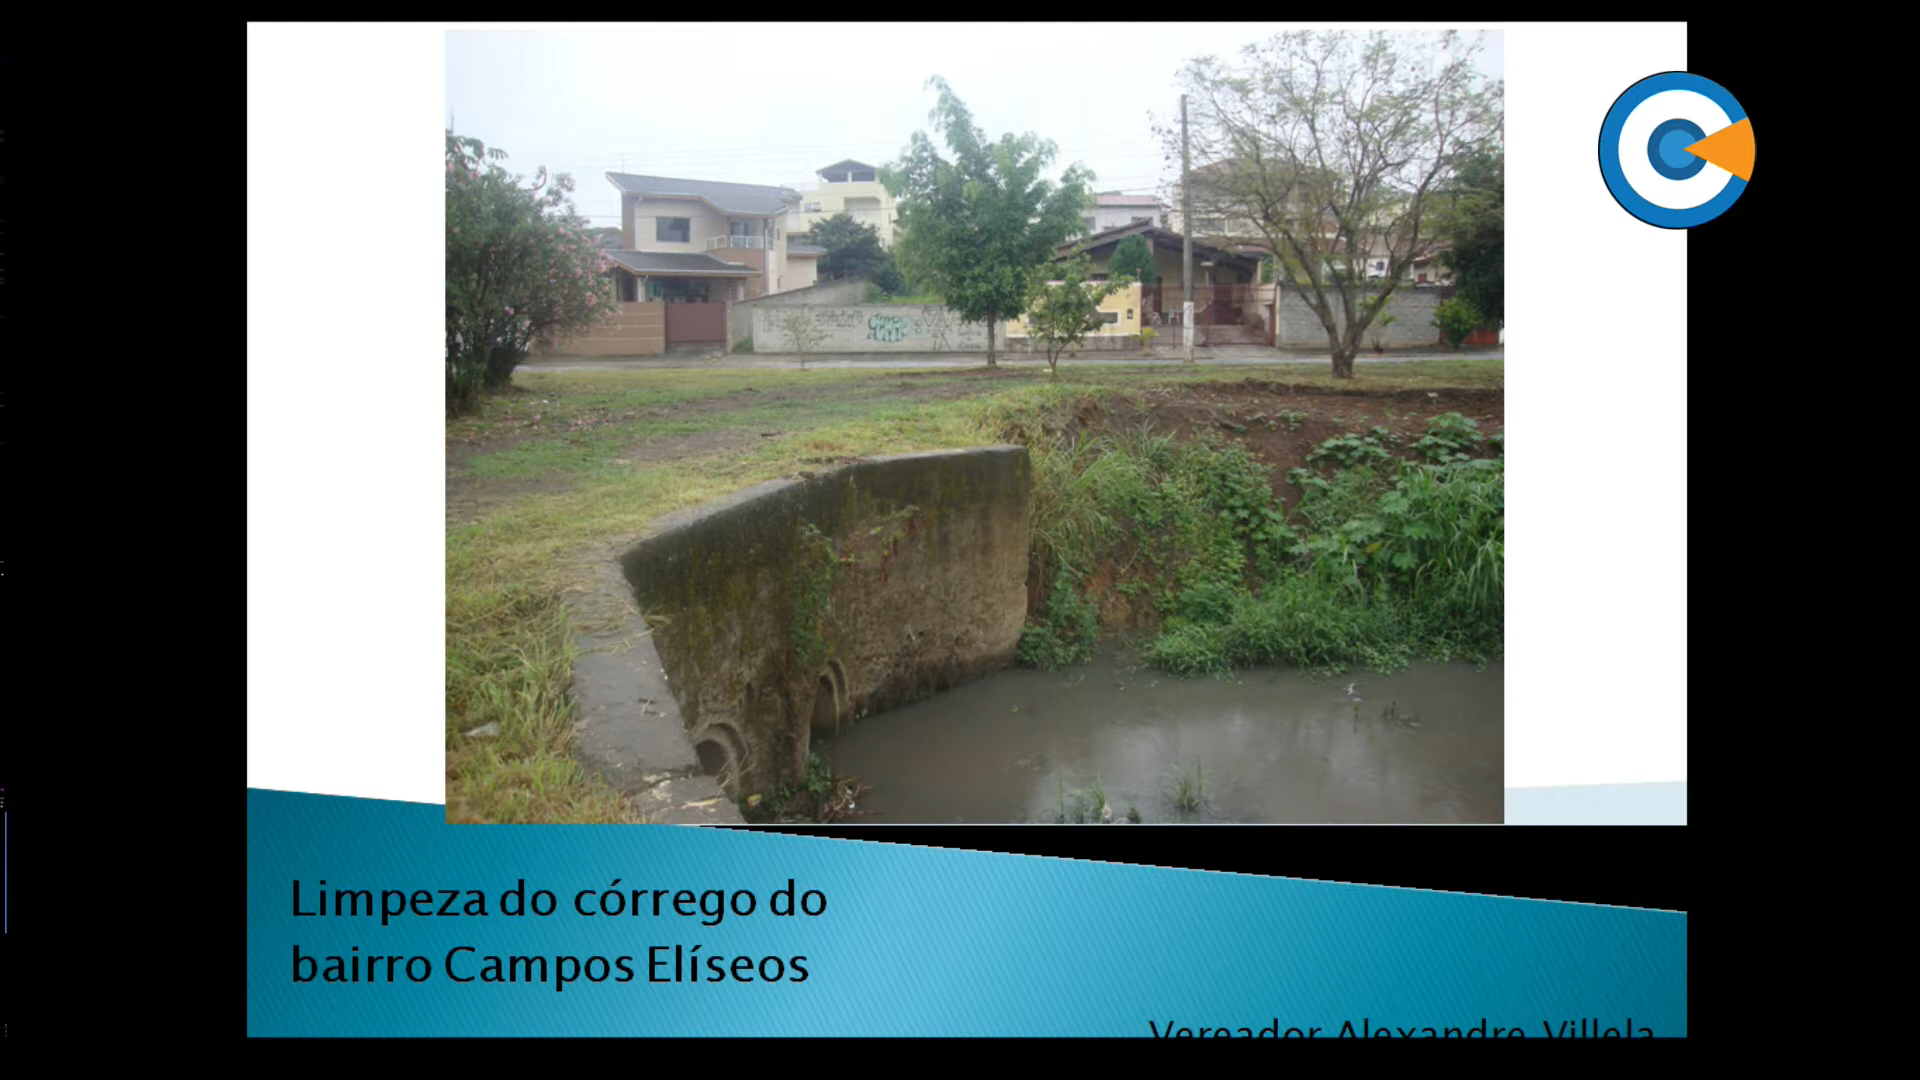 Limpeza do córrego do
bairro Campos Elíseos
Vereador Alexandre Villela